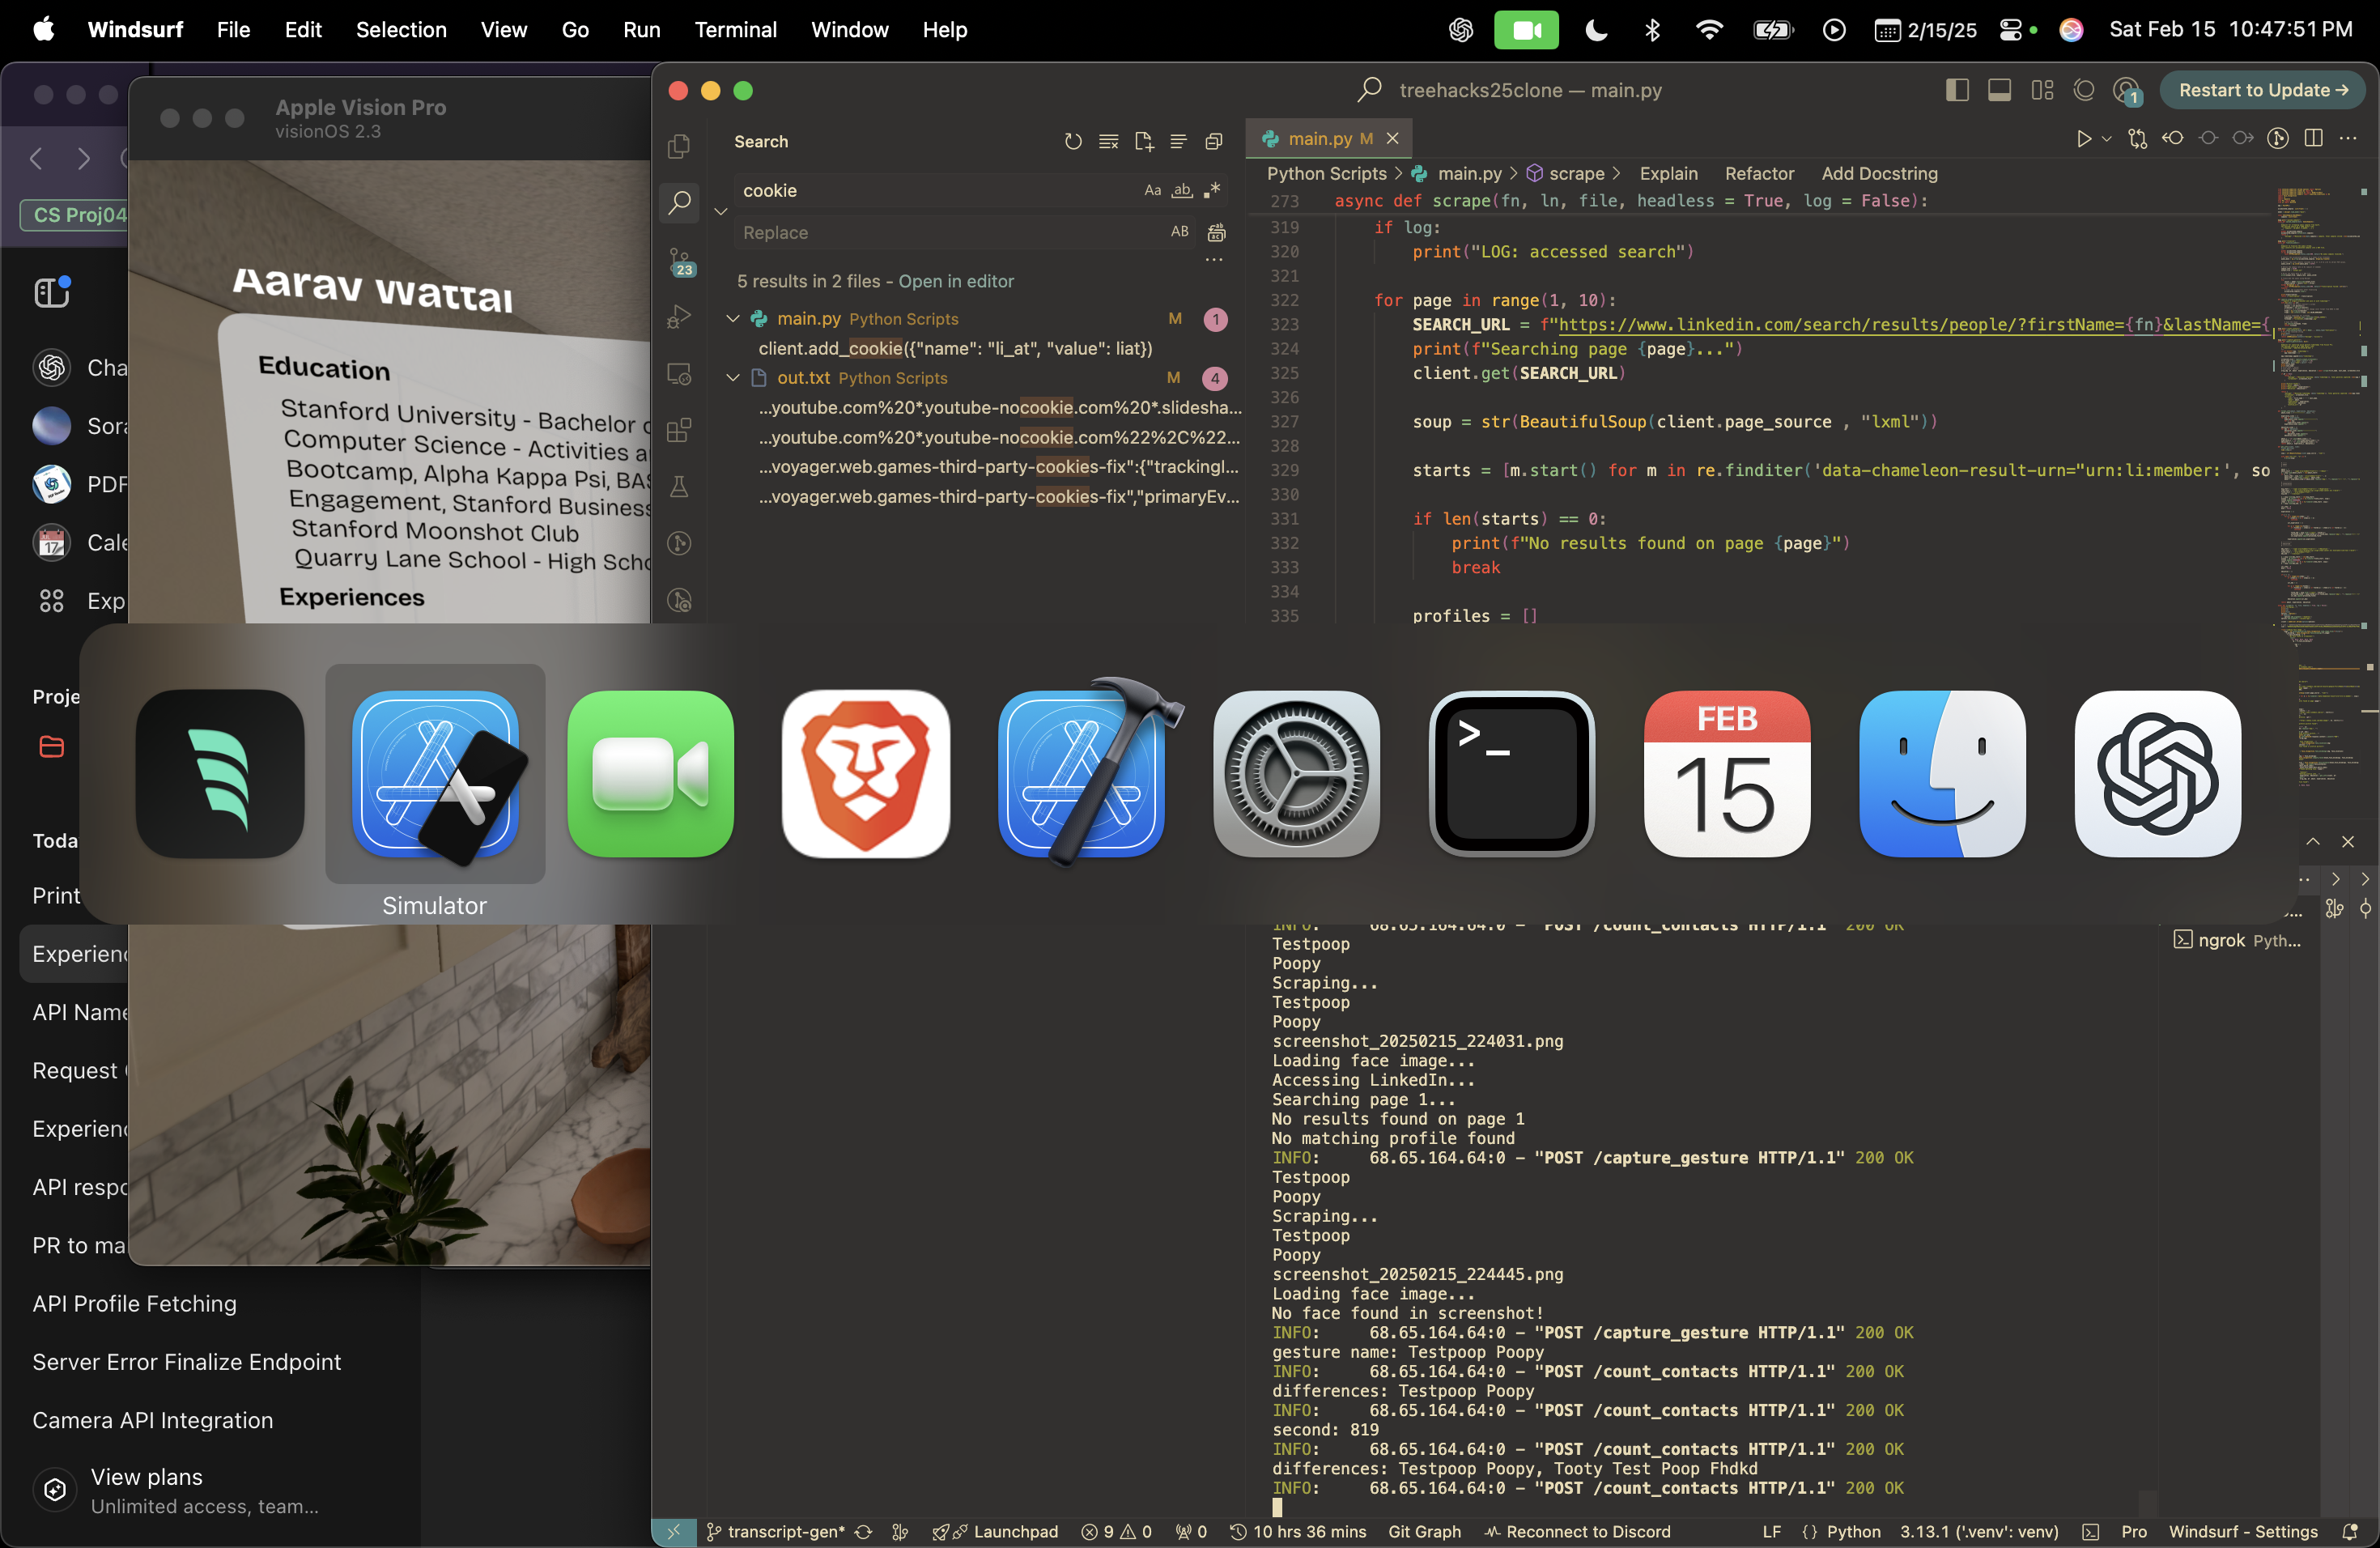 Windsurf File Edit Selection View Go Run Terminal Window Help
2/15/25 Sat Feb 15 10:47:51 PM
Apple Vision Pro
visionOS 2.3
CS Proj04
Education
Stanford University - Bachelor
Computer Science - Activities
Bootcamp, Alpha Kappa Psi,
Engagement, Stanford Business
Stanford Moonshot Club
Quarry Lane School - High
Experiences
Cha
Sora
PDF
17
Cale
Exp
Proje
Toda
Print
Experienc
API Name
Request
Experienc
API respo
PR to ma
API Profile Fetching
Server Error Finalize Endpoint
Camera API Integration
View plans
Unlimited access, team...
treehacks25clone — main.py
1
Restart to Update →
Search
cookie
Aa ab
Replace
AB
23
5 results in 2 files - Open in editor
main.py Python Scripts M 1
client.add_cookie({"name": "li_at", "value": liat})
out.txt Python Scripts M 4
...youtube.com%20*.youtube-nocookie.com%20*.slidesha...
...youtube.com%20*.youtube-nocookie.com%22%2C%22...
...voyager.web.games-third-party-cookies-fix":{"trackingI...
...voyager.web.games-third-party-cookies-fix","primaryEv...
main.py M
Python Scripts > main.py > scrape > Explain Refactor Add Docstring
273 async def scrape(fn, ln, file, headless = True, log = False):
319 if log:
320 print("LOG: accessed search")
321
322 for page in range(1, 10):
323 SEARCH_URL = f"https://www.linkedin.com/search/results/people/?firstName={fn}&lastName={
324 print(f"Searching page {page}...")
325 client.get(SEARCH_URL)
326
327 soup = str(BeautifulSoup(client.page_source , "lxml"))
328
329 starts = [m.start() for m in re.finditer('data-chameleon-result-urn="urn:li:member:', so
330
331 if len(starts) == 0:
332 print(f"No results found on page {page}")
333 break
334
335 profiles = []
>_
FEB
15
Simulator
INFO: 68.65.164.64:0 - "POST /count_contacts HTTP/1.1" 200 OK
Testpoop
Poopy
Scraping...
Testpoop
Poopy
screenshot_20250215_224031.png
Loading face image...
Accessing LinkedIn...
Searching page 1...
No results found on page 1
No matching profile found
INFO: 68.65.164.64:0 - "POST /capture_gesture HTTP/1.1" 200 OK
Testpoop
Poopy
Scraping...
Testpoop
Poopy
screenshot_20250215_224445.png
Loading face image...
No face found in screenshot!
INFO: 68.65.164.64:0 - "POST /capture_gesture HTTP/1.1" 200 OK
gesture name: Testpoop Poopy
INFO: 68.65.164.64:0 - "POST /count_contacts HTTP/1.1" 200 OK
differences: Testpoop Poopy
INFO: 68.65.164.64:0 - "POST /count_contacts HTTP/1.1" 200 OK
second: 819
INFO: 68.65.164.64:0 - "POST /count_contacts HTTP/1.1" 200 OK
differences: Testpoop Poopy, Tooty Test Poop Fhdkd
INFO: 68.65.164.64:0 - "POST /count_contacts HTTP/1.1" 200 OK
ngrok Pyth...
transcript-gen* Launchpad 9 0 0 10 hrs 36 mins Git Graph Reconnect to Discord LF {} Python 3.13.1 ('.venv': venv) Pro Windsurf - Settings